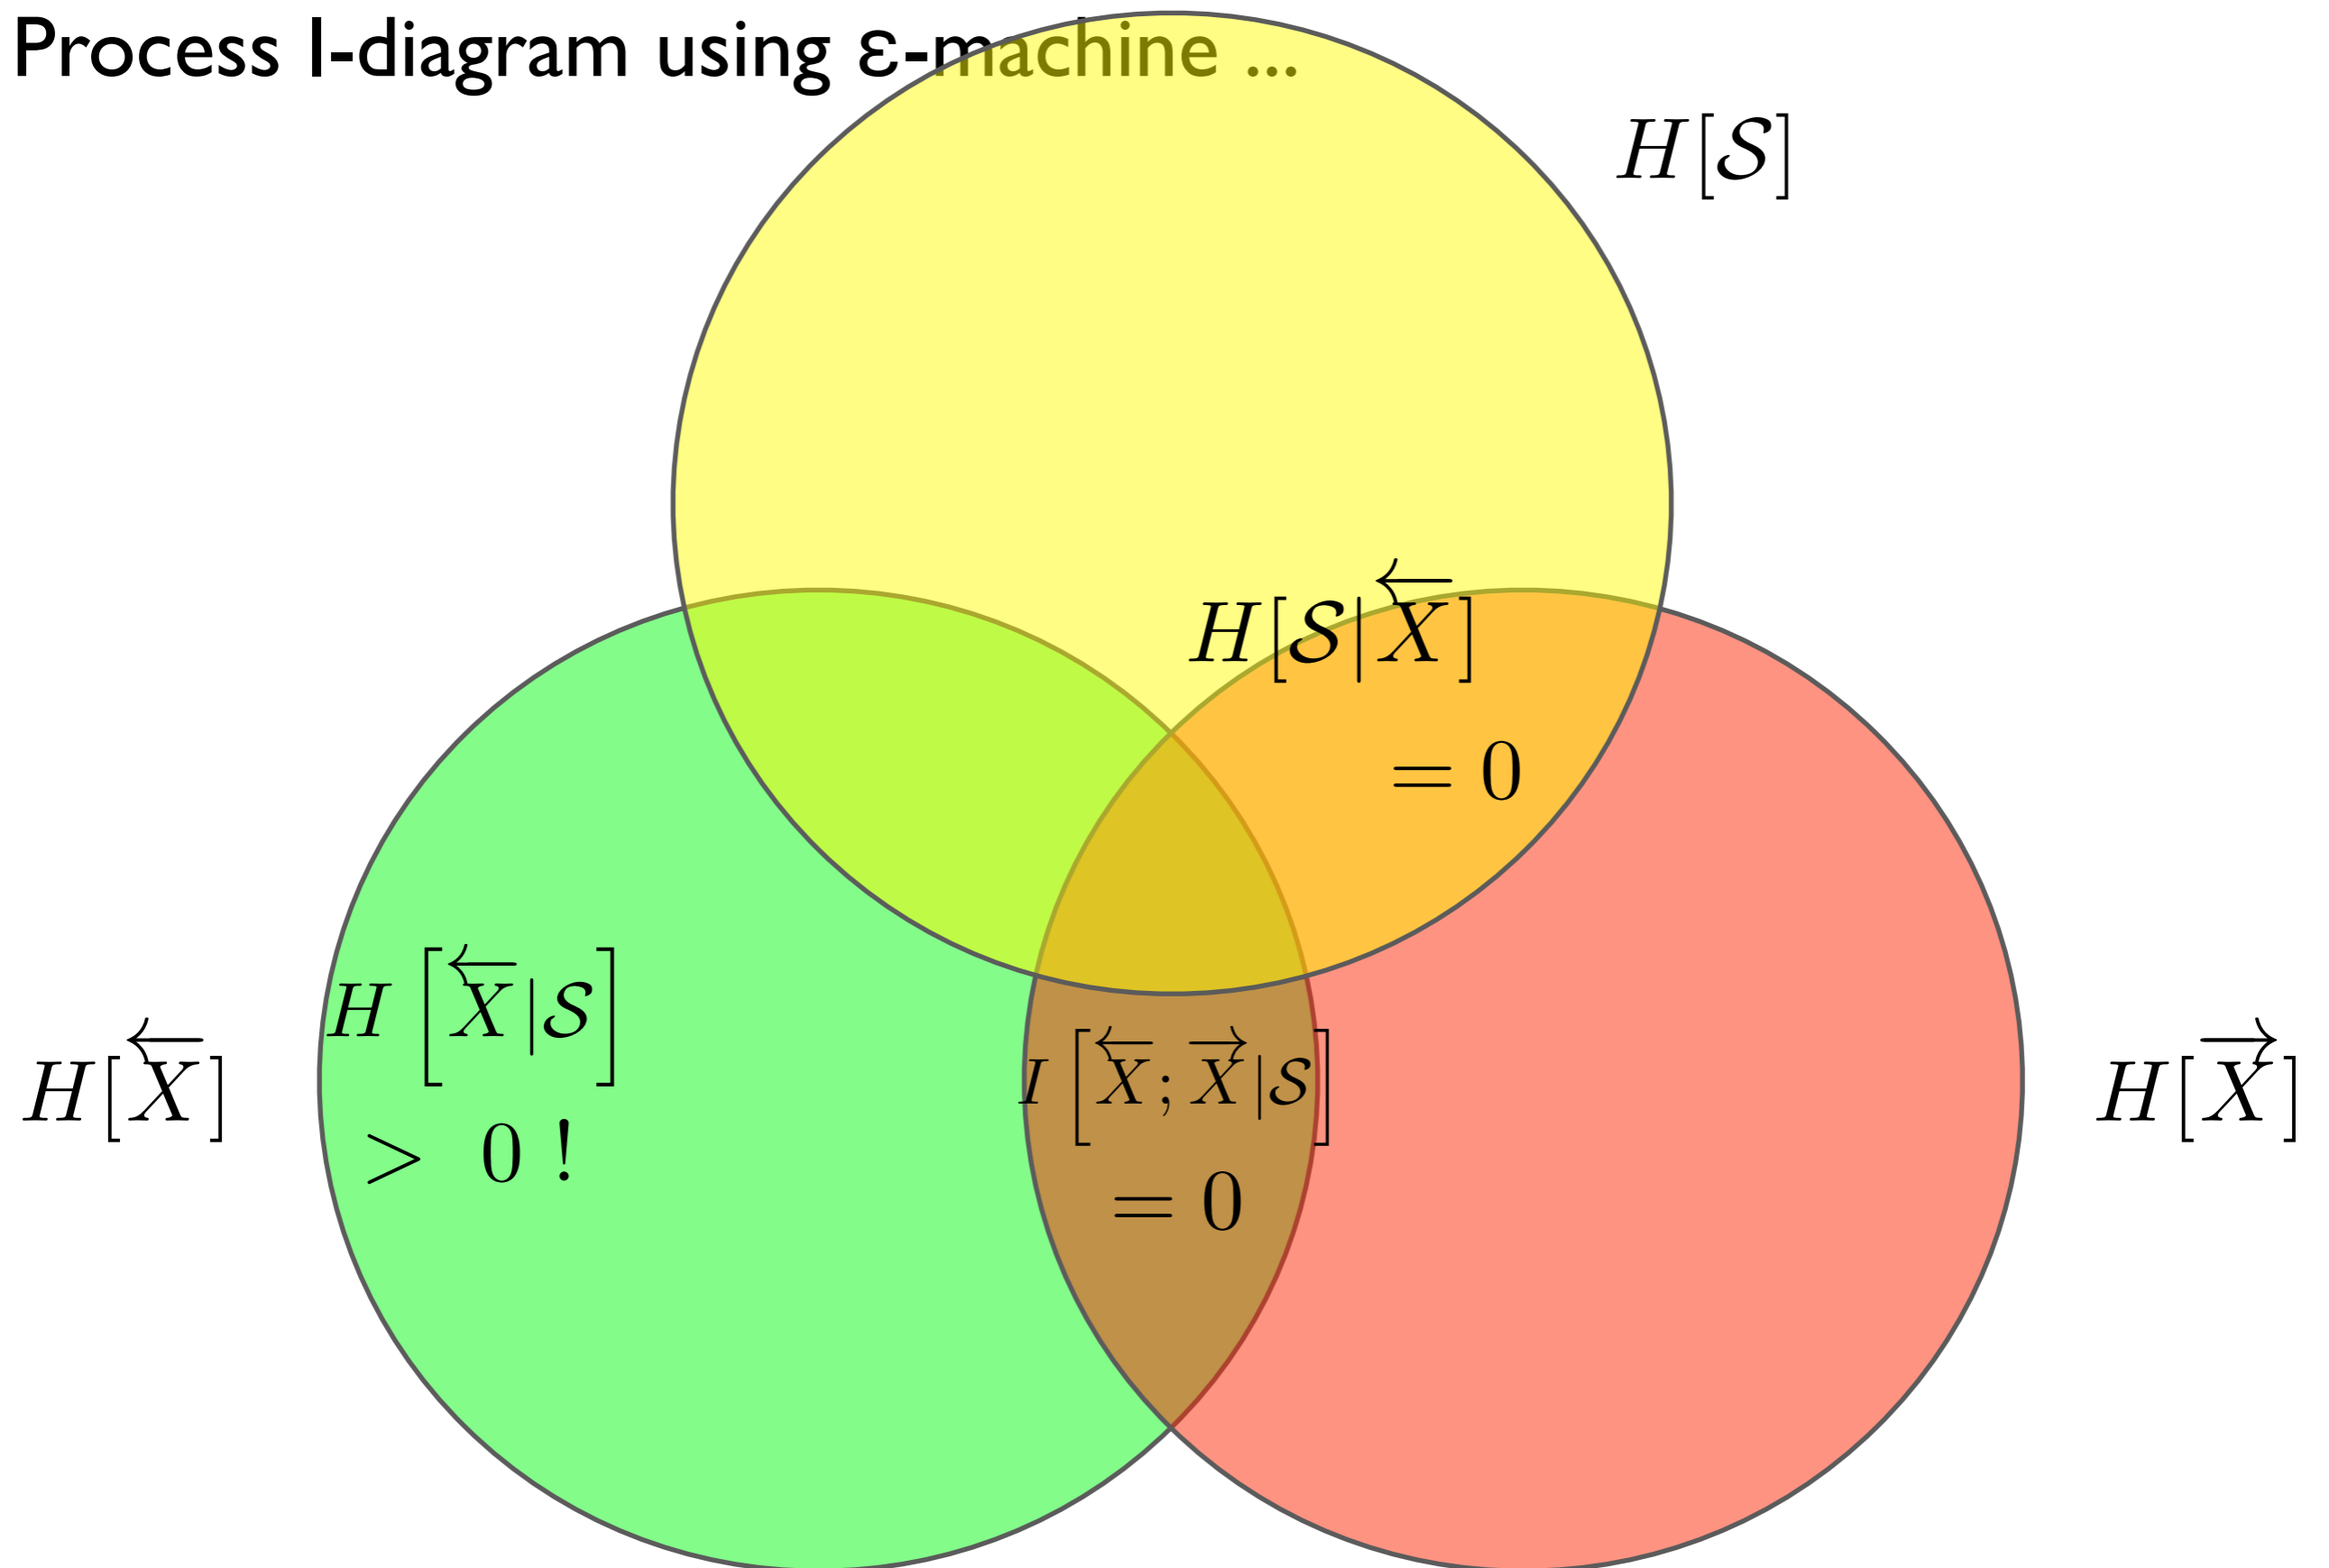 Process I-diagram using ε-machine ...
H[𝒮]
H[𝒮|X⃖]
= 0
H[X⃖|𝒮]
> 0 !
H[X⃖]
I[X⃖; X⃗|𝒮]
= 0
H[X⃗]